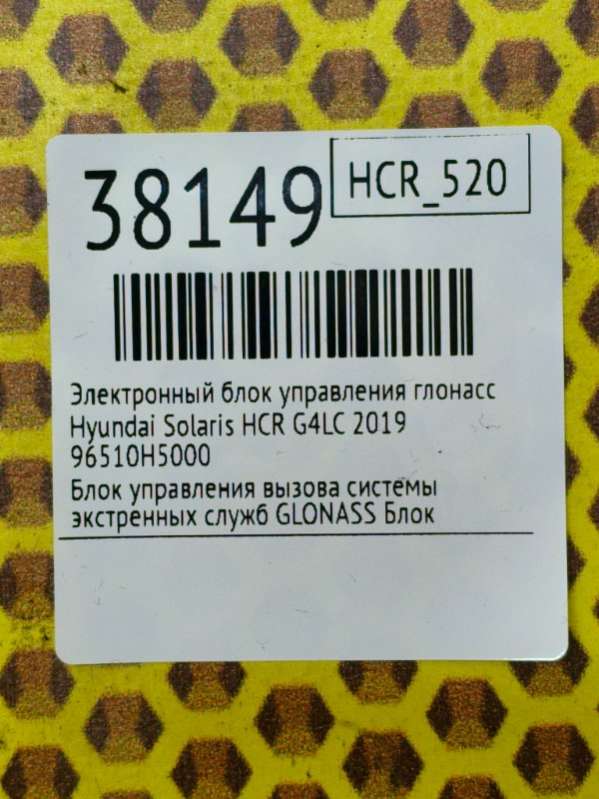 38149
HCR_520
Электронный блок управления глонасс
Hyundai Solaris HCR G4LC 2019
96510H5000
Блок управления вызова системы
экстренных служб GLONASS Блок